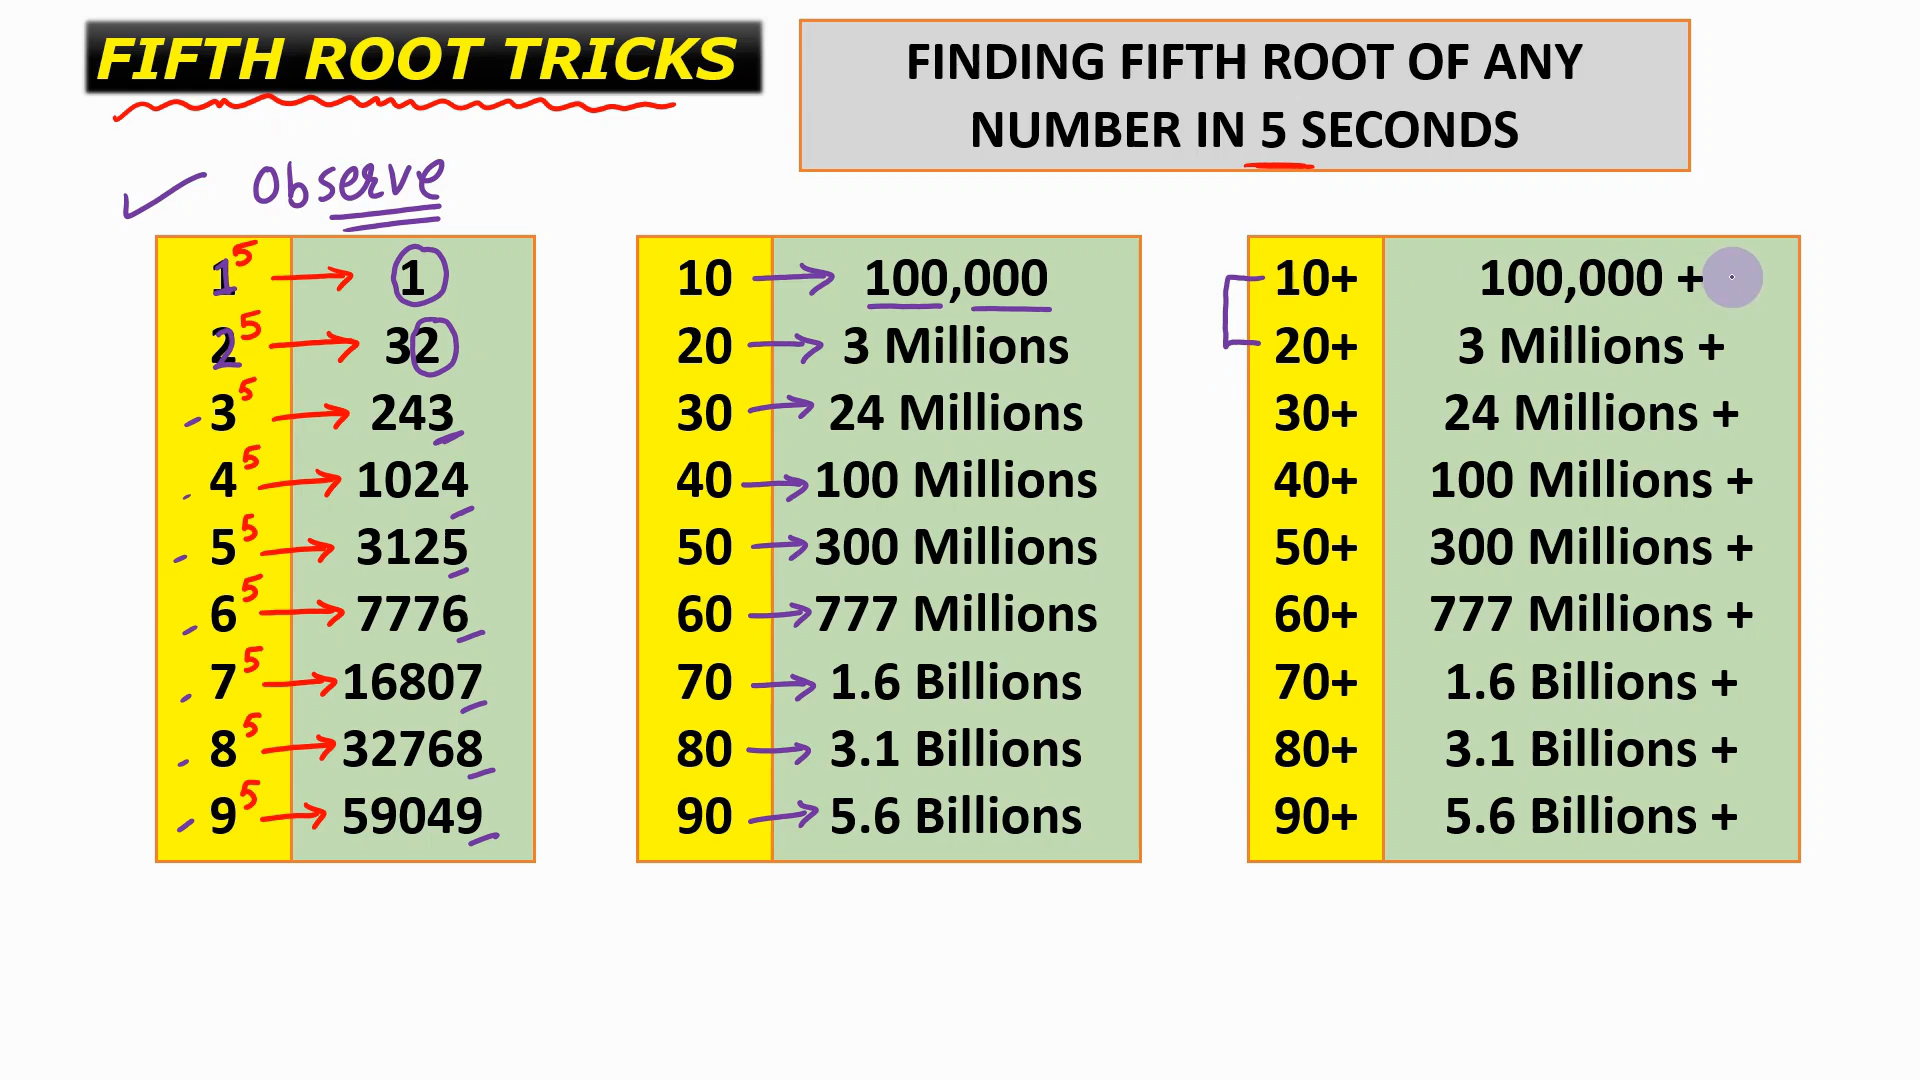 FIFTH ROOT TRICKS
FINDING FIFTH ROOT OF ANY
NUMBER IN 5 SECONDS
Observe
1⁵ → 1
2⁵ → 32
3⁵ → 243
4⁵ → 1024
5⁵ → 3125
6⁵ → 7776
7⁵ → 16807
8⁵ → 32768
9⁵ → 59049
10 → 100,000
20 → 3 Millions
30 → 24 Millions
40 → 100 Millions
50 → 300 Millions
60 → 777 Millions
70 → 1.6 Billions
80 → 3.1 Billions
90 → 5.6 Billions
10+ 100,000 +
20+ 3 Millions +
30+ 24 Millions +
40+ 100 Millions +
50+ 300 Millions +
60+ 777 Millions +
70+ 1.6 Billions +
80+ 3.1 Billions +
90+ 5.6 Billions +